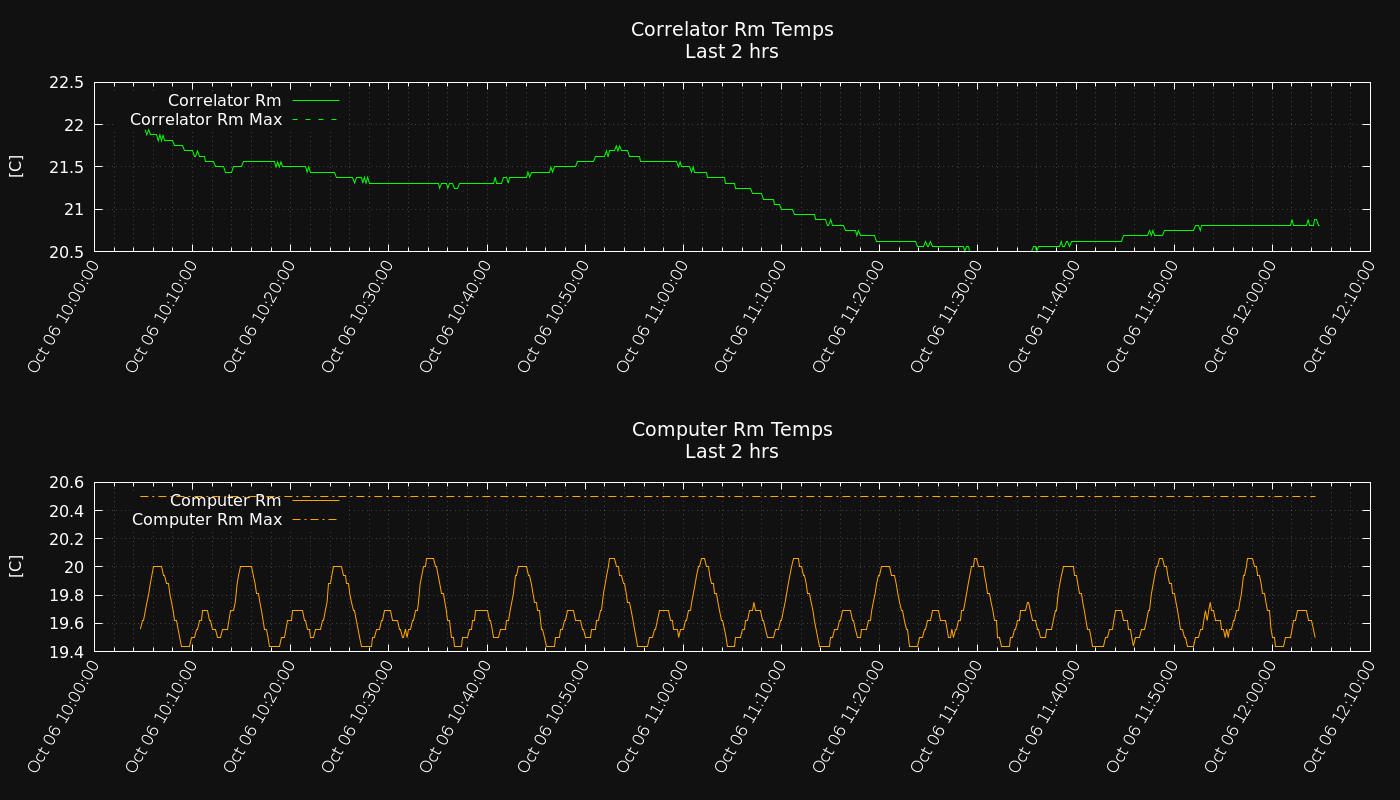 Correlator Rm Temps
Last 2 hrs
22.5
22
21.5
21
20.5
[C]
Correlator Rm
Correlator Rm Max
Oct 06 10:00:00
Oct 06 10:10:00
Oct 06 10:20:00
Oct 06 10:30:00
Oct 06 10:40:00
Oct 06 10:50:00
Oct 06 11:00:00
Oct 06 11:10:00
Oct 06 11:20:00
Oct 06 11:30:00
Oct 06 11:40:00
Oct 06 11:50:00
Oct 06 12:00:00
Oct 06 12:10:00
Computer Rm Temps
Last 2 hrs
20.6
20.4
20.2
20
19.8
19.6
19.4
[C]
Computer Rm
Computer Rm Max
Oct 06 10:00:00
Oct 06 10:10:00
Oct 06 10:20:00
Oct 06 10:30:00
Oct 06 10:40:00
Oct 06 10:50:00
Oct 06 11:00:00
Oct 06 11:10:00
Oct 06 11:20:00
Oct 06 11:30:00
Oct 06 11:40:00
Oct 06 11:50:00
Oct 06 12:00:00
Oct 06 12:10:00